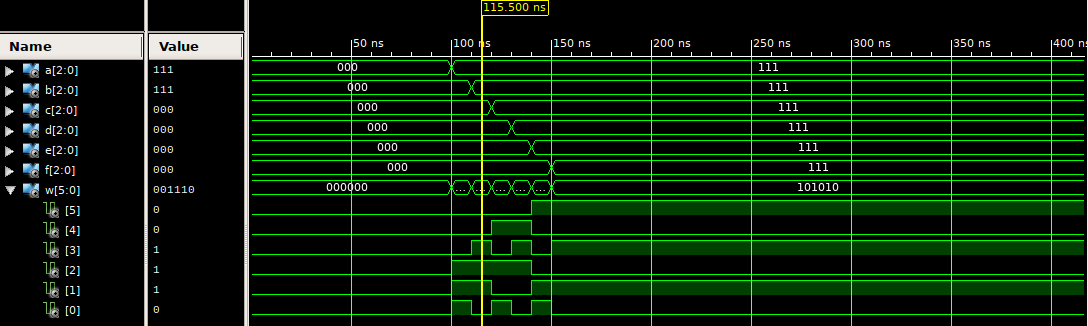 115.500 ns
Name Value 50 ns 100 ns 150 ns 200 ns 250 ns 300 ns 350 ns 400 ns
a[2:0] 111 000 111
b[2:0] 111 000 111
c[2:0] 000 000 111
d[2:0] 000 000 111
e[2:0] 000 000 111
f[2:0] 000 000 111
w[5:0] 001110 000000 ... ... ... ... ... 101010
[5] 0
[4] 0
[3] 1
[2] 1
[1] 1
[0] 0